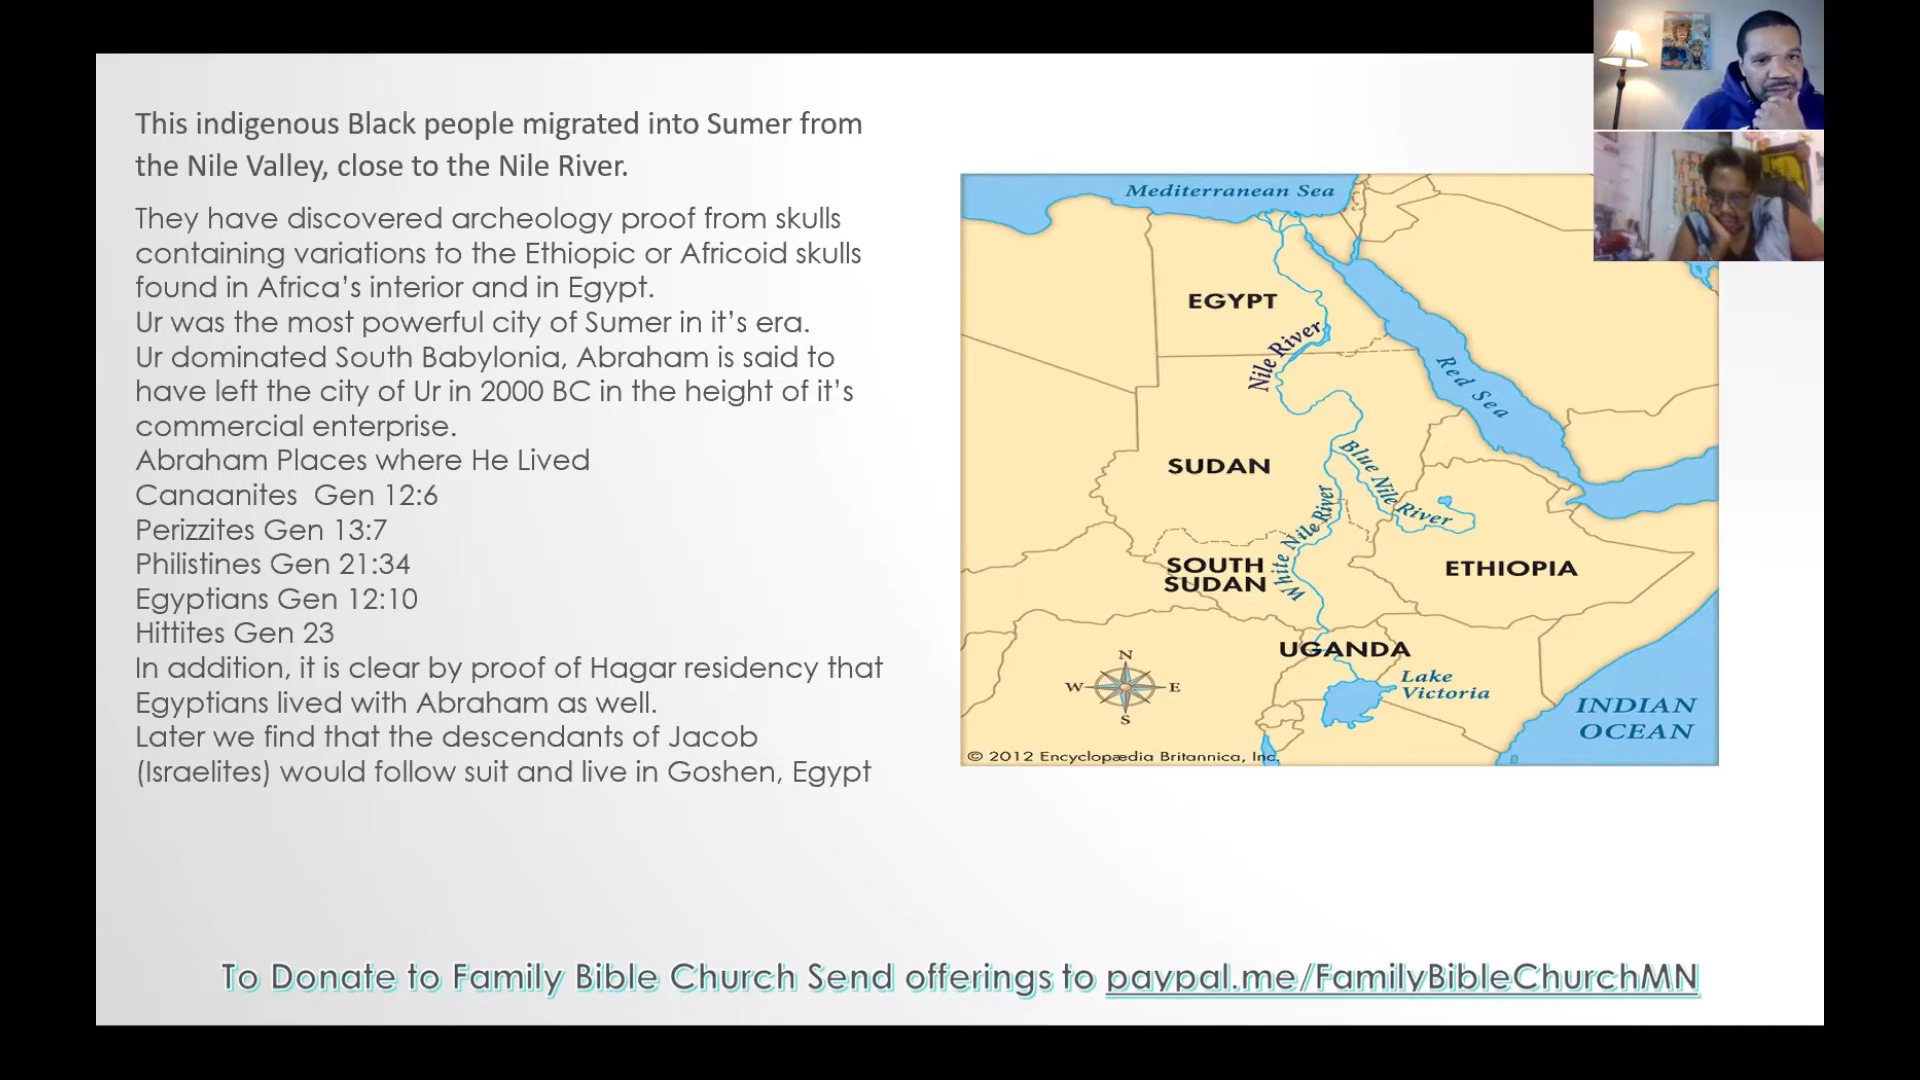 This indigenous Black people migrated into Sumer from
the Nile Valley, close to the Nile River.
They have discovered archeology proof from skulls
containing variations to the Ethiopic or Africoid skulls
found in Africa’s interior and in Egypt.
Ur was the most powerful city of Sumer in it’s era.
Ur dominated South Babylonia, Abraham is said to
have left the city of Ur in 2000 BC in the height of it’s
commercial enterprise.
Abraham Places where He Lived
Canaanites  Gen 12:6
Perizzites Gen 13:7
Philistines Gen 21:34
Egyptians Gen 12:10
Hittites Gen 23
In addition, it is clear by proof of Hagar residency that
Egyptians lived with Abraham as well.
Later we find that the descendants of Jacob
(Israelites) would follow suit and live in Goshen, Egypt
Mediterranean Sea
EGYPT
Nile River
Red Sea
SUDAN
Blue Nile River
White Nile River
SOUTH
SUDAN
ETHIOPIA
UGANDA
N
W
E
S
Lake
Victoria
INDIAN
OCEAN
© 2012 Encyclopædia Britannica, Inc.
To Donate to Family Bible Church Send offerings to paypal.me/FamilyBibleChurchMN